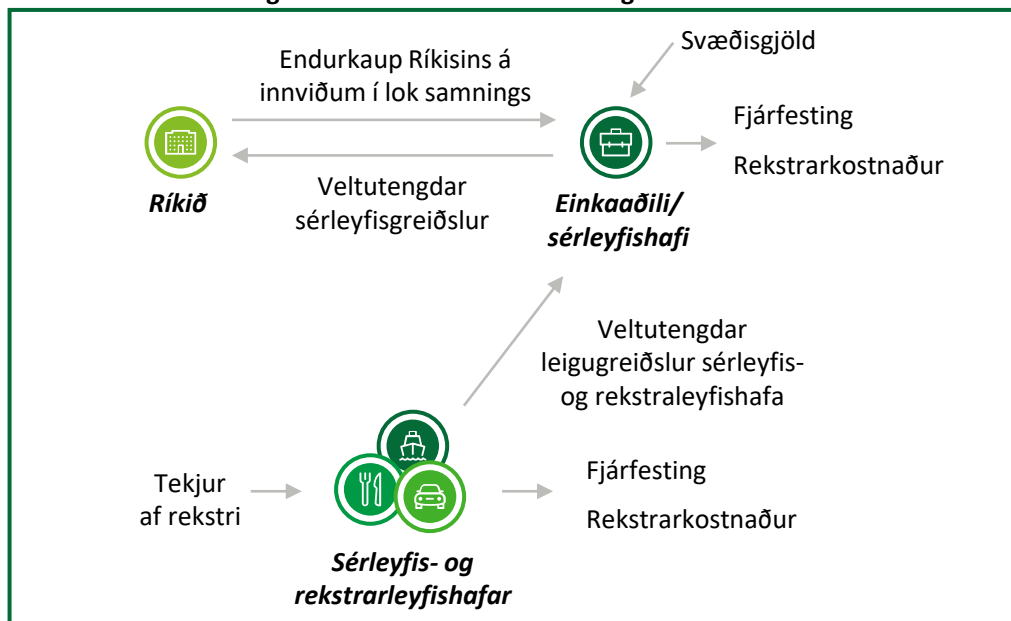 Svæðisgjöld
Endurkaup Ríkisins á
innviðum í lok samnings
Fjárfesting
Rekstrarkostnaður
Ríkið
Veltutengdar
sérleyfisgreiðslur
Einkaaðili/
sérleyfishafi
Veltutengdar
leigugreiðslur sérleyfis-
og rekstraleyfishafa
Tekjur
af rekstri
Fjárfesting
Rekstrarkostnaður
Sérleyfis- og
rekstrarleyfishafar